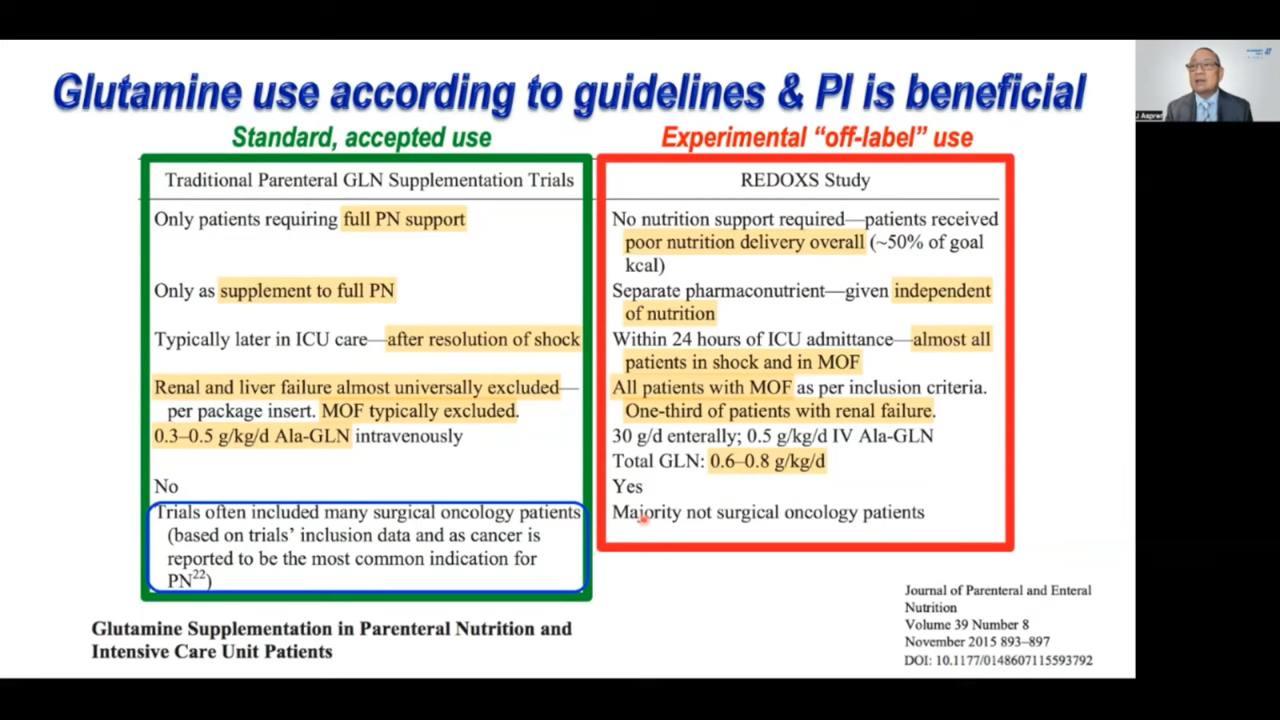 Glutamine use according to guidelines & PI is beneficial
Standard, accepted use
Traditional Parenteral GLN Supplementation Trials
Only patients requiring full PN support
Only as supplement to full PN
Typically later in ICU care—after resolution of shock
Renal and liver failure almost universally excluded—
per package insert. MOF typically excluded.
0.3–0.5 g/kg/d Ala-GLN intravenously
No
Trials often included many surgical oncology patients
(based on trials’ inclusion data and as cancer is
reported to be the most common indication for
PN22)
Experimental “off-label” use
REDOXS Study
No nutrition support required—patients received
poor nutrition delivery overall (~50% of goal
kcal)
Separate pharmaconutrient—given independent
of nutrition
Within 24 hours of ICU admittance—almost all
patients in shock and in MOF
All patients with MOF as per inclusion criteria.
One-third of patients with renal failure.
30 g/d enterally; 0.5 g/kg/d IV Ala-GLN
Total GLN: 0.6–0.8 g/kg/d
Yes
Majority not surgical oncology patients
Glutamine Supplementation in Parenteral Nutrition and
Intensive Care Unit Patients
Journal of Parenteral and Enteral
Nutrition
Volume 39 Number 8
November 2015 893–897
DOI: 10.1177/0148607115593792